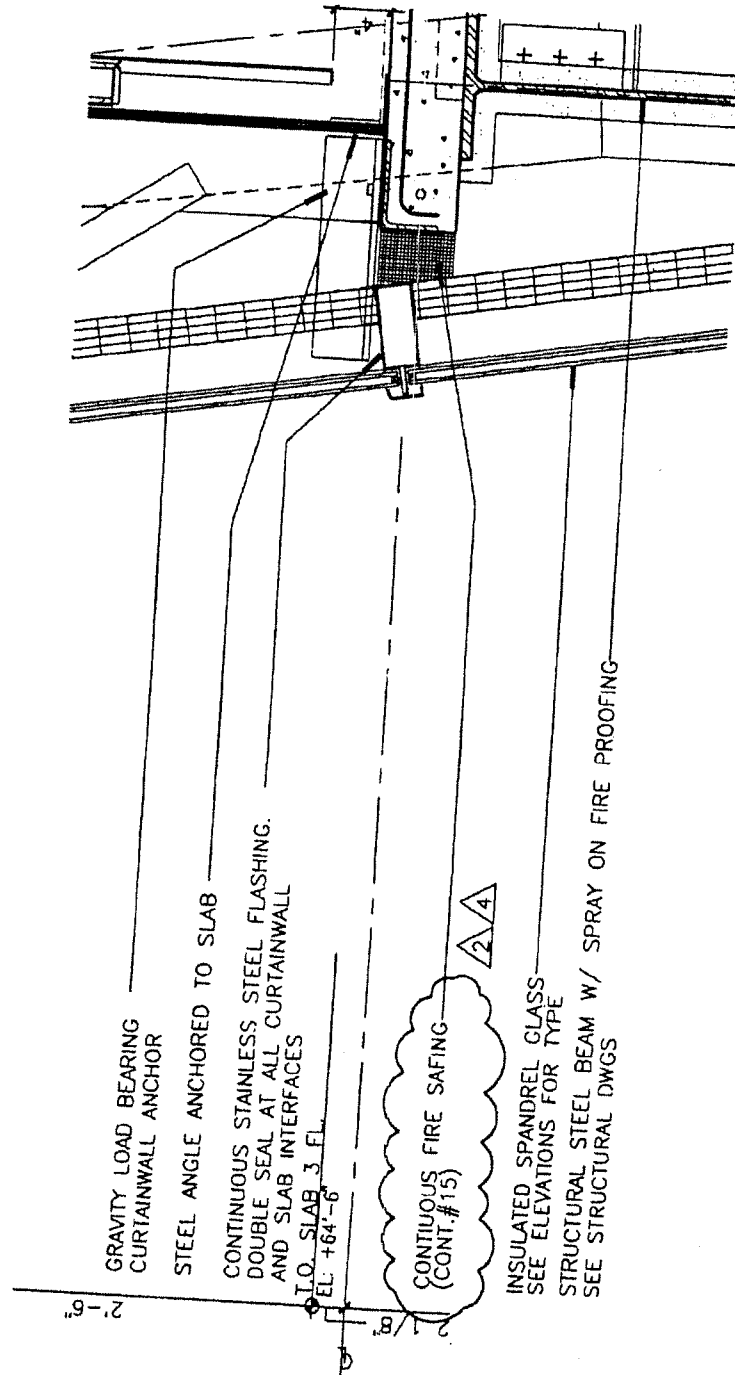 GRAVITY LOAD BEARING
CURTAINWALL ANCHOR
STEEL ANGLE ANCHORED TO SLAB
CONTINUOUS STAINLESS STEEL FLASHING.
DOUBLE SEAL AT ALL CURTAINWALL
AND SLAB INTERFACES
T.O. SLAB 3 FL.
EL: +64'-6"
2'-6"
8"
CONTIUOUS FIRE SAFING
(CONT.#15)
2
4
INSULATED SPANDREL GLASS
SEE ELEVATIONS FOR TYPE
STRUCTURAL STEEL BEAM W/ SPRAY ON FIRE PROOFING
SEE STRUCTURAL DWGS